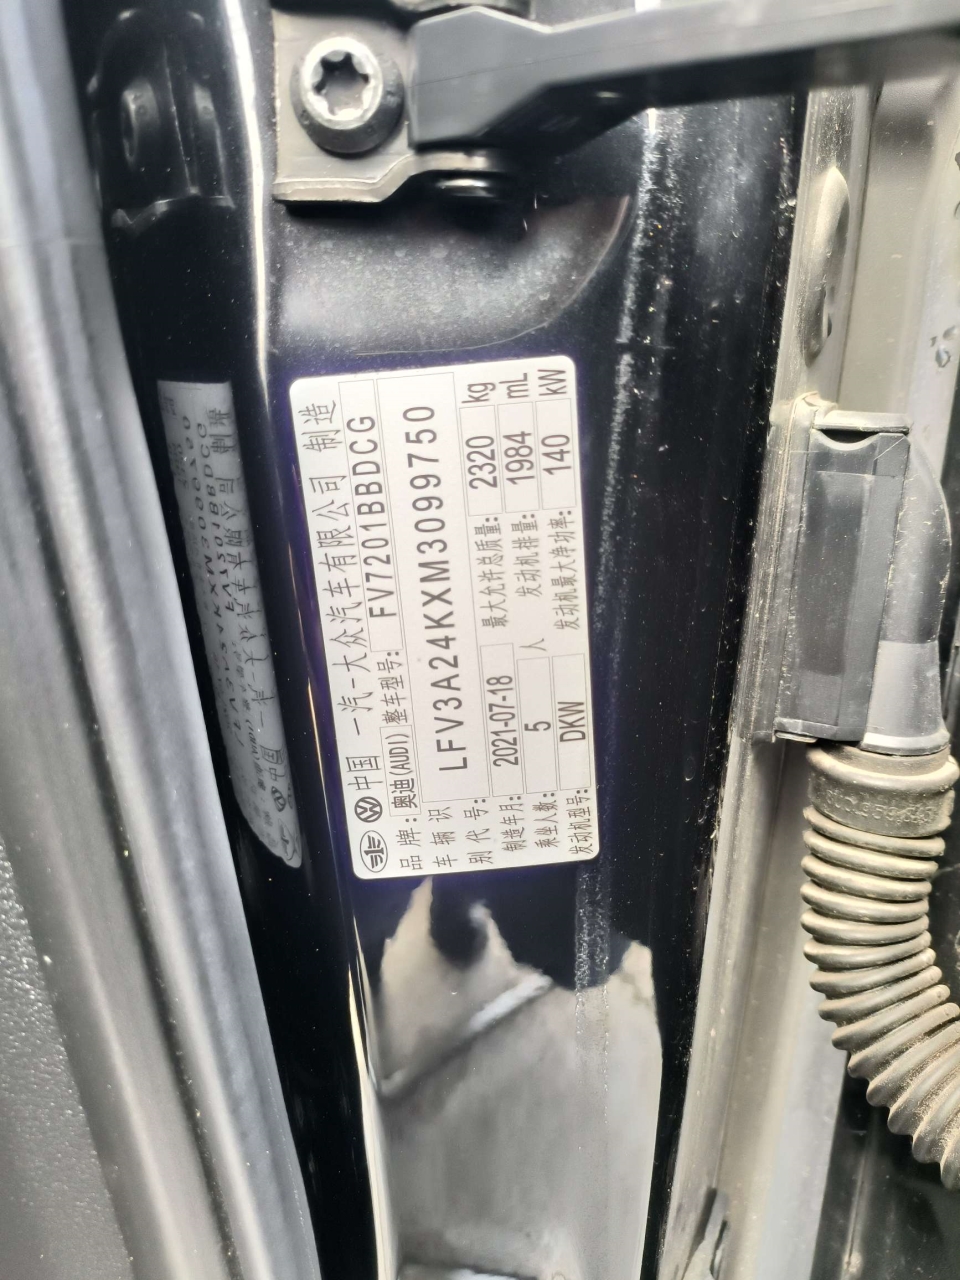 中国 一汽-大众汽车有限公司 制造
品牌: 奥迪(AUDI) 整车型号: FV7201BBDCG
车辆识别代号: LFV3A24KXM3099750
制造年月: 2021-07-18 最大允许总质量: 2320 kg
乘坐人数: 5 人 发动机排量: 1984 mL
发动机型号: DKW 发动机最大净功率: 140 kW